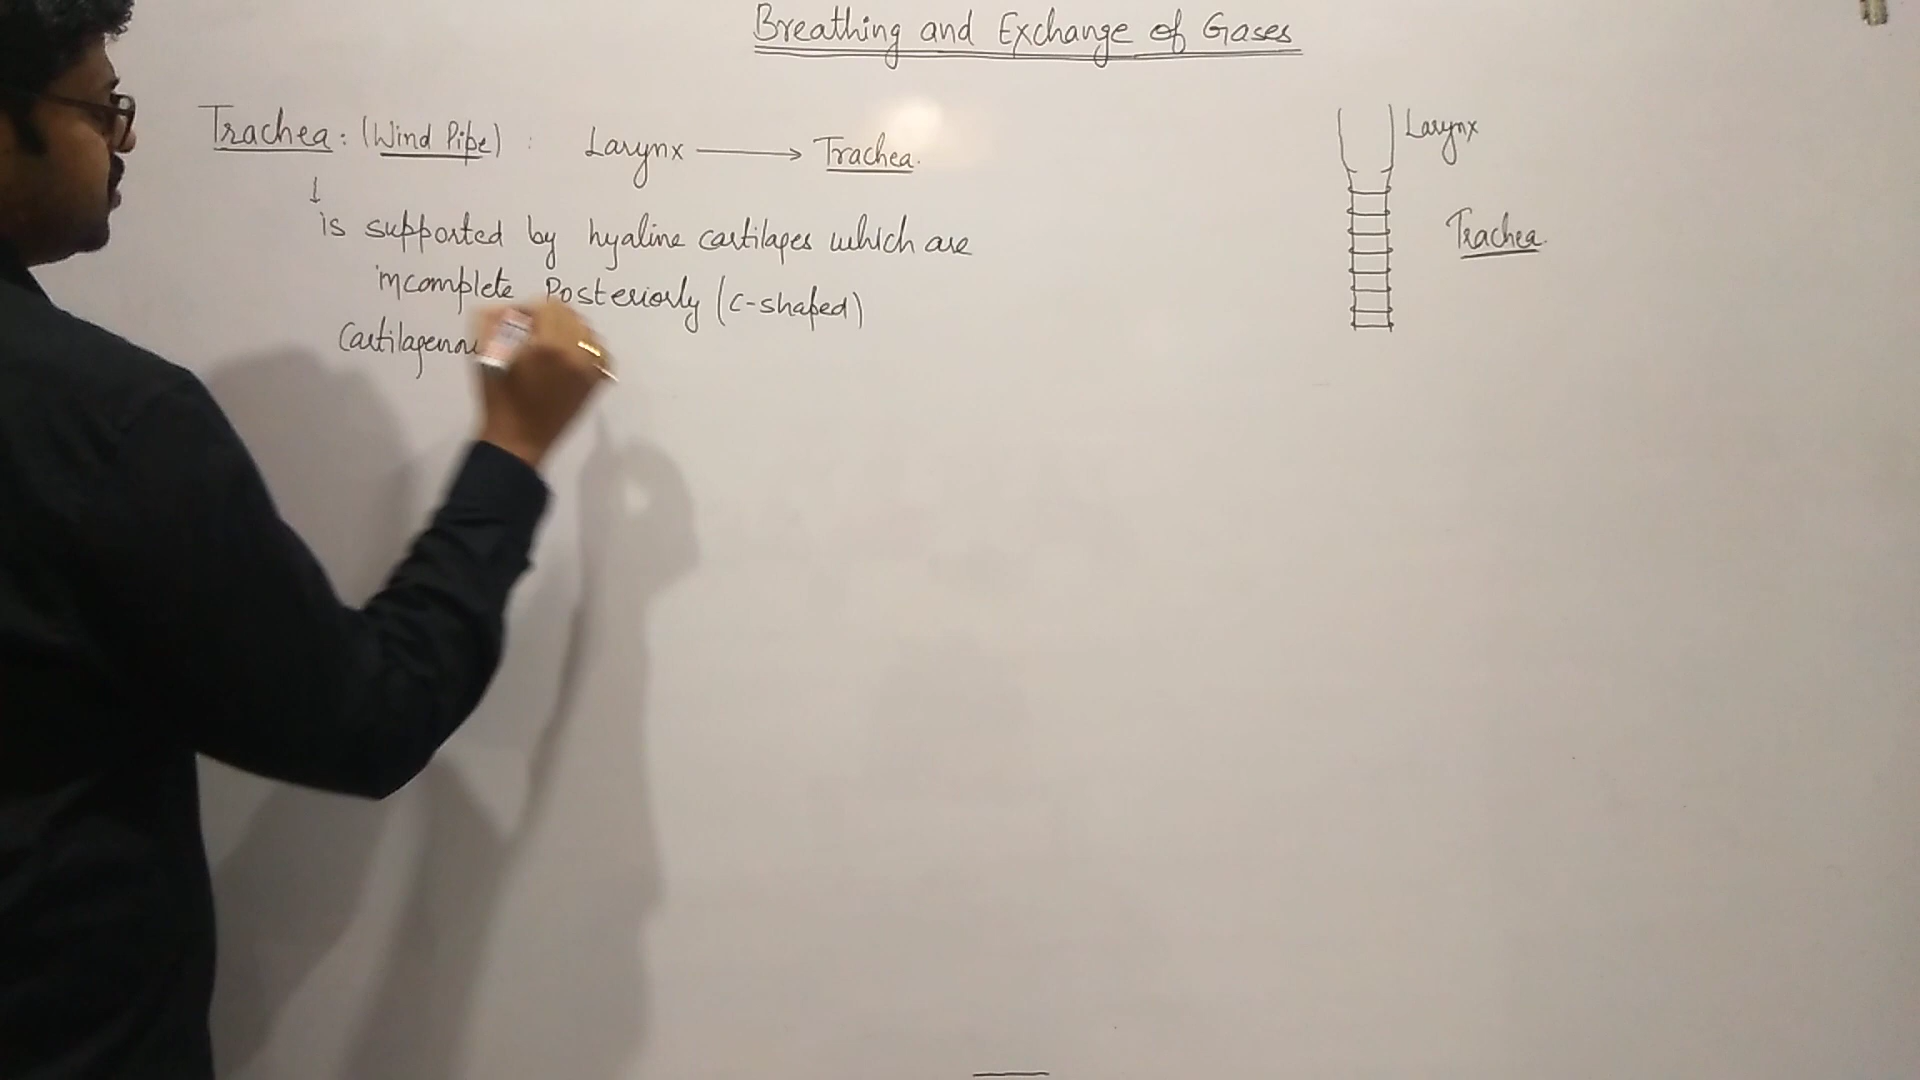 Breathing and Exchange of Gases
Trachea : (Wind Pipe) : Larynx → Trachea.
↓
is supported by hyaline cartilages which are
incomplete Posteriorly (C-shaped)
Larynx
Trachea.